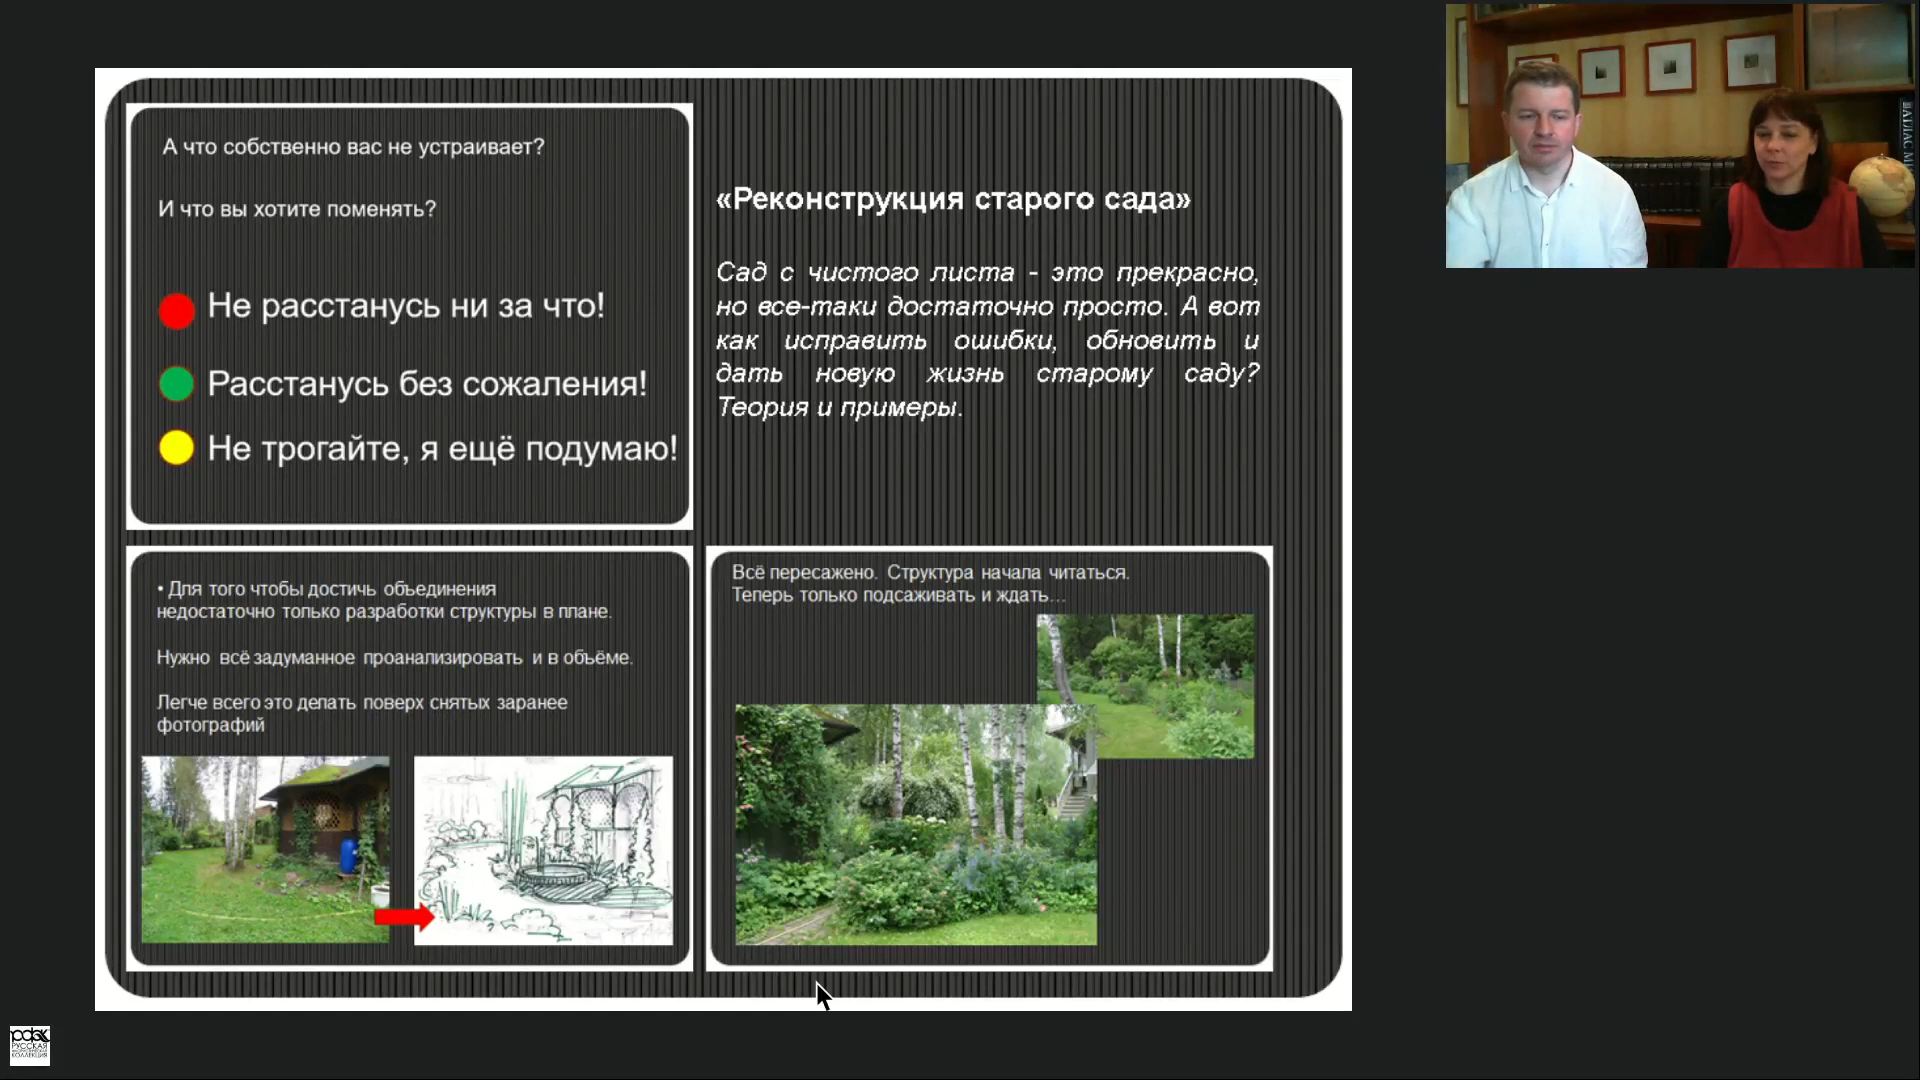 А что собственно вас не устраивает?
И что вы хотите поменять?
Не расстанусь ни за что!
Расстанусь без сожаления!
Не трогайте, я ещё подумаю!
«Реконструкция старого сада»
Сад с чистого листа - это прекрасно,
но все-таки достаточно просто. А вот
как исправить ошибки, обновить и
дать новую жизнь старому саду?
Теория и примеры.
• Для того чтобы достичь объединения
недостаточно только разработки структуры в плане.
Нужно всё задуманное проанализировать и в объёме.
Легче всего это делать поверх снятых заранее
фотографий
Всё пересажено. Структура начала читаться.
Теперь только подсаживать и ждать...
АТЛАС
РУССКАЯ
КОЛЛЕКЦИЯ